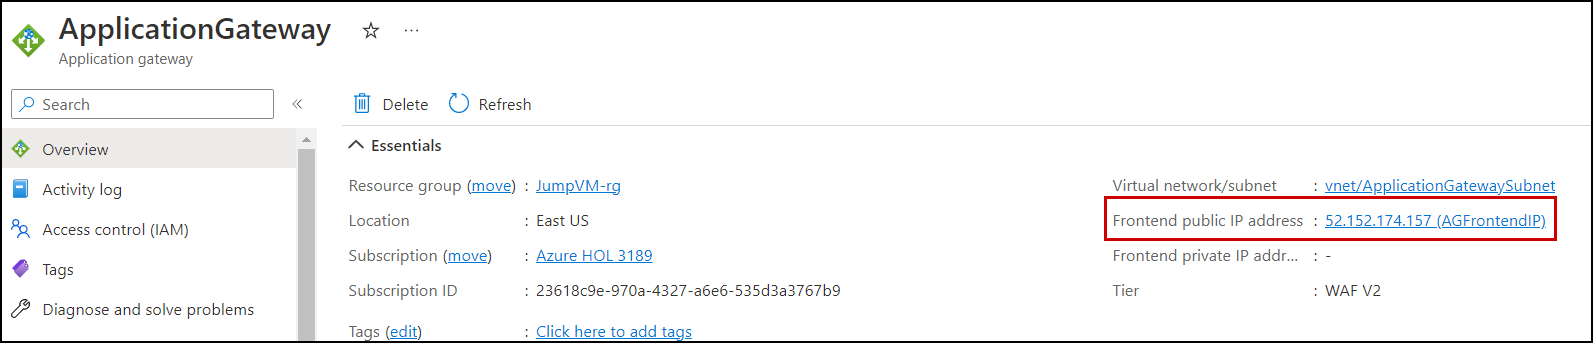 ApplicationGateway ☆ ···
Application gateway
Search «
Delete Refresh
Overview
Activity log
Access control (IAM)
Tags
Diagnose and solve problems
Essentials
Resource group (move) : JumpVM-rg
Location : East US
Subscription (move) : Azure HOL 3189
Subscription ID : 23618c9e-970a-4327-a6e6-535d3a3767b9
Tags (edit) : Click here to add tags
Virtual network/subnet : vnet/ApplicationGatewaySubnet
Frontend public IP address : 52.152.174.157 (AGFrontendIP)
Frontend private IP addr... : -
Tier : WAF V2